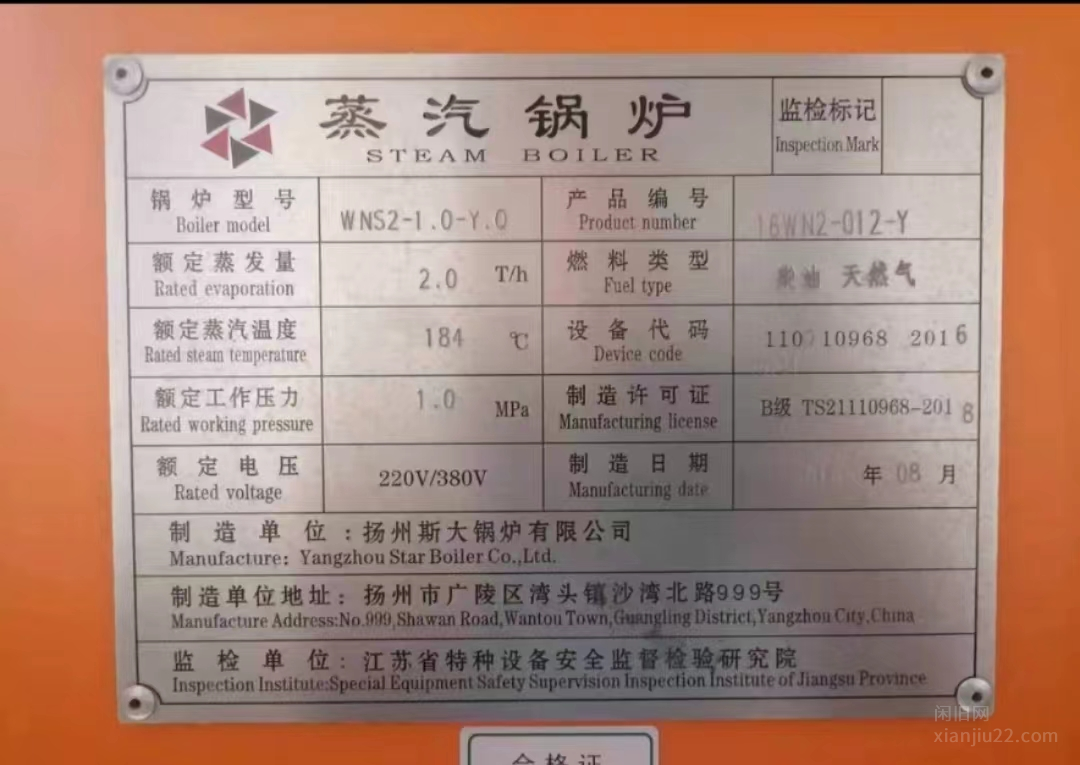 蒸汽锅炉
STEAM BOILER
监检标记
Inspection Mark
锅炉型号
Boiler model
WNS2-1.0-Y.Q
产品编号
Product number
16WN2-012-Y
额定蒸发量
Rated evaporation
2.0 T/h
燃料类型
Fuel type
柴油 天然气
额定蒸汽温度
Rated steam temperature
184 ℃
设备代码
Device code
10968 2016
额定工作压力
Rated working pressure
1.0 MPa
制造许可证
Manufacturing license
B级 TS21110968-2018
额定电压
Rated voltage
220V/380V
制造日期
Manufacturing date
年 08 月
制造单位:扬州斯大锅炉有限公司
Manufacture: Yangzhou Star Boiler Co.,Ltd.
制造单位地址:扬州市广陵区湾头镇沙湾北路999号
Manufacture Address:No.999,Shawan Road,Wantou Town,Guangling District,Yangzhou City,China
监检单位:江苏省特种设备安全监督检验研究院
Inspection Institute:Special Equipment Safety Supervision Inspection Institute of Jiangsu Province
闲旧网
xianjiu22.com
合格证